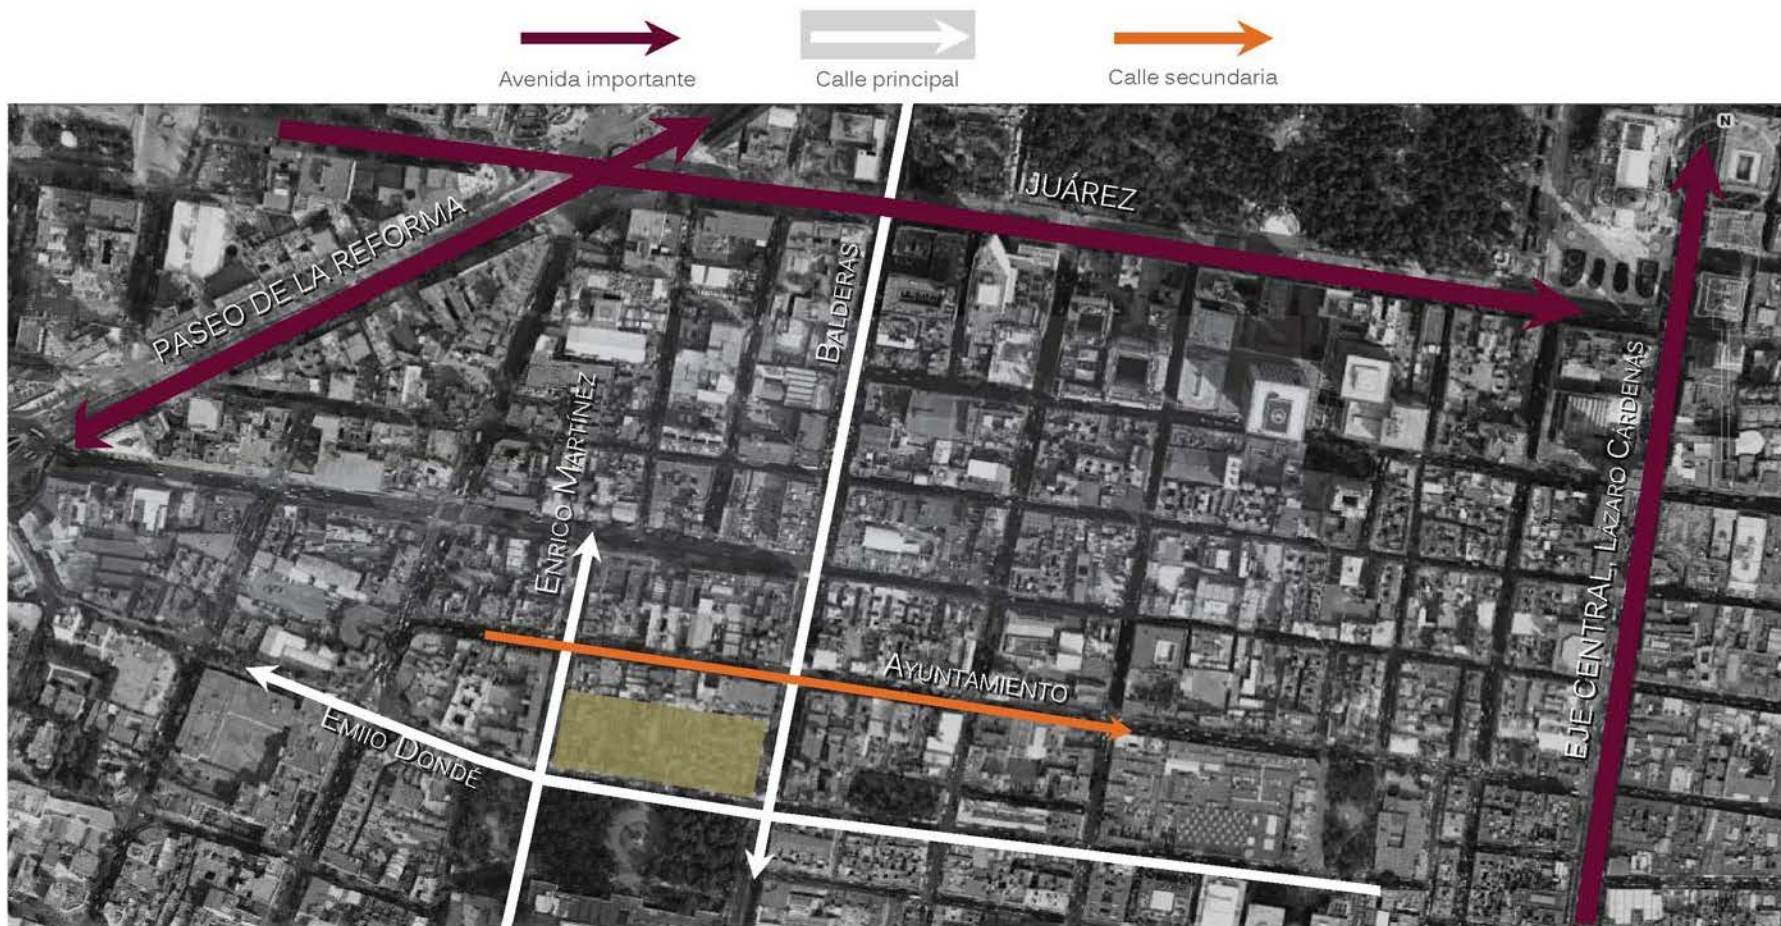 Avenida importante
Calle principal
Calle secundaria
N
JUÁREZ
PASEO DE LA REFORMA
BALDERAS
ENRICO MARTÍNEZ
EJE CENTRAL, LÁZARO CÁRDENAS
AYUNTAMIENTO
EMIIO DONDÉ